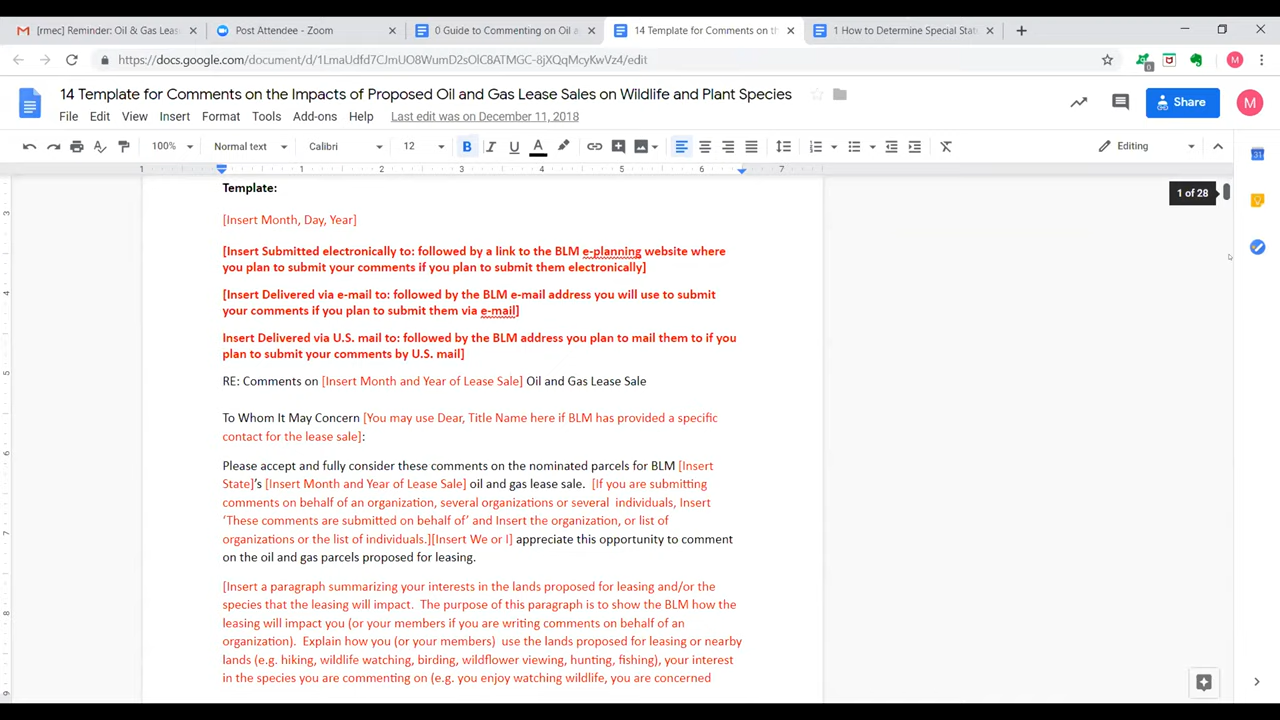 [rmec] Reminder: Oil & Gas Leas
Post Attendee - Zoom
0 Guide to Commenting on Oil a
14 Template for Comments on th
1 How to Determine Special Stat
14 Template for Comments on the Impacts of Proposed Oil and Gas Lease Sales on Wildlife and Plant Species
File Edit View Insert Format Tools Add-ons Help Last edit was on December 11, 2018
M
Share
M
100% Normal text Calibri 12 B I U A Editing
1 1 2 3 4 5 6 7
1 of 28
Template:
[Insert Month, Day, Year]
[Insert Submitted electronically to: followed by a link to the BLM e-planning website where
you plan to submit your comments if you plan to submit them electronically]
[Insert Delivered via e-mail to: followed by the BLM e-mail address you will use to submit
your comments if you plan to submit them via e-mail]
Insert Delivered via U.S. mail to: followed by the BLM address you plan to mail them to if you
plan to submit your comments by U.S. mail]
RE: Comments on [Insert Month and Year of Lease Sale] Oil and Gas Lease Sale
To Whom It May Concern [You may use Dear, Title Name here if BLM has provided a specific
contact for the lease sale]:
Please accept and fully consider these comments on the nominated parcels for BLM [Insert
State]'s [Insert Month and Year of Lease Sale] oil and gas lease sale. [If you are submitting
comments on behalf of an organization, several organizations or several individuals, Insert
‘These comments are submitted on behalf of’ and Insert the organization, or list of
organizations or the list of individuals.][Insert We or I] appreciate this opportunity to comment
on the oil and gas parcels proposed for leasing.
[Insert a paragraph summarizing your interests in the lands proposed for leasing and/or the
species that the leasing will impact. The purpose of this paragraph is to show the BLM how the
leasing will impact you (or your members if you are writing comments on behalf of an
organization). Explain how you (or your members) use the lands proposed for leasing or nearby
lands (e.g. hiking, wildlife watching, birding, wildflower viewing, hunting, fishing), your interest
in the species you are commenting on (e.g. you enjoy watching wildlife, you are concerned